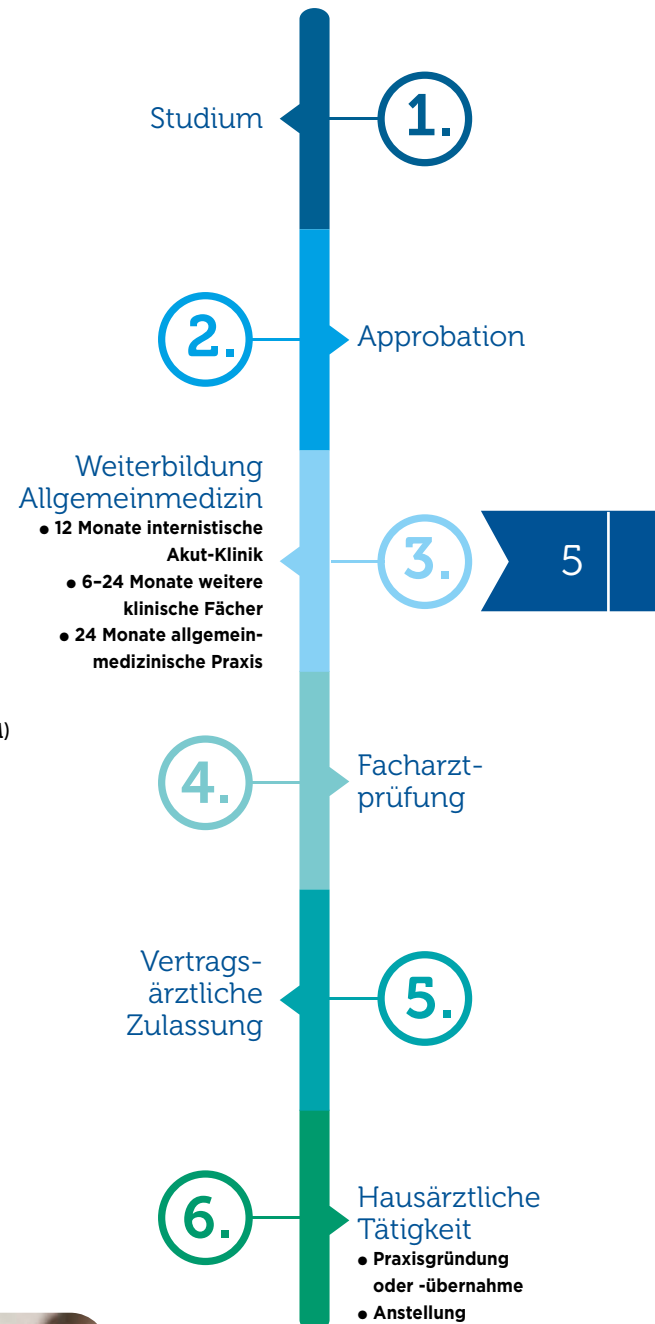 Studium
1.
2.
Approbation
Weiterbildung
Allgemeinmedizin
● 12 Monate internistische
Akut-Klinik
● 6–24 Monate weitere
klinische Fächer
● 24 Monate allgemein-
medizinische Praxis
3.
5
)
4.
Facharzt-
prüfung
Vertrags-
ärztliche
Zulassung
5.
6.
Hausärztliche
Tätigkeit
● Praxisgründung
oder -übernahme
● Anstellung